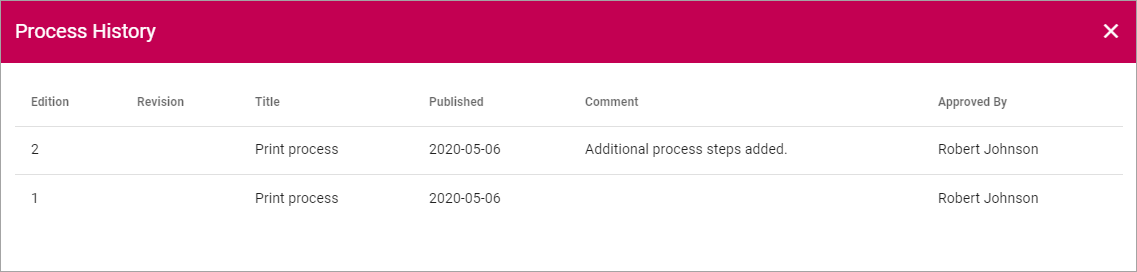 Process History
Edition Revision Title Published Comment Approved By
2 Print process 2020-05-06 Additional process steps added. Robert Johnson
1 Print process 2020-05-06 Robert Johnson